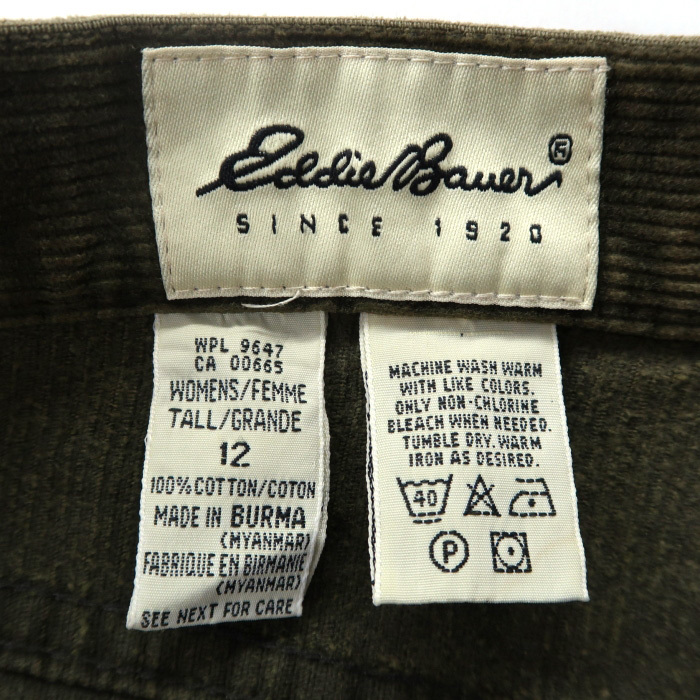 Eddie Bauer®
SINCE 1920
WPL 9647
CA 00665
WOMENS/FEMME
TALL/GRANDE
12
100% COTTON/COTON
MADE IN BURMA
(MYANMAR)
FABRIQUE EN BIRMANIE
(MYANMAR)
SEE NEXT FOR CARE
MACHINE WASH WARM
WITH LIKE COLORS.
ONLY NON-CHLORINE
BLEACH WHEN NEEDED.
TUMBLE DRY. WARM
IRON AS DESIRED.
40
P